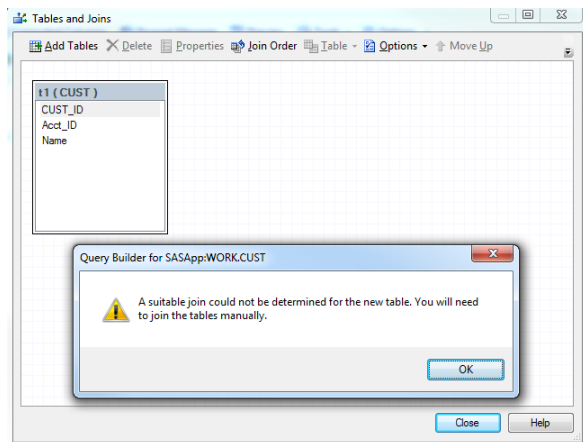 Tables and Joins
Add Tables Delete Properties Join Order Table Options Move Up
t1 ( CUST )
CUST_ID
Acct_ID
Name
Query Builder for SASApp:WORK.CUST
A suitable join could not be determined for the new table. You will need
to join the tables manually.
OK
Close Help